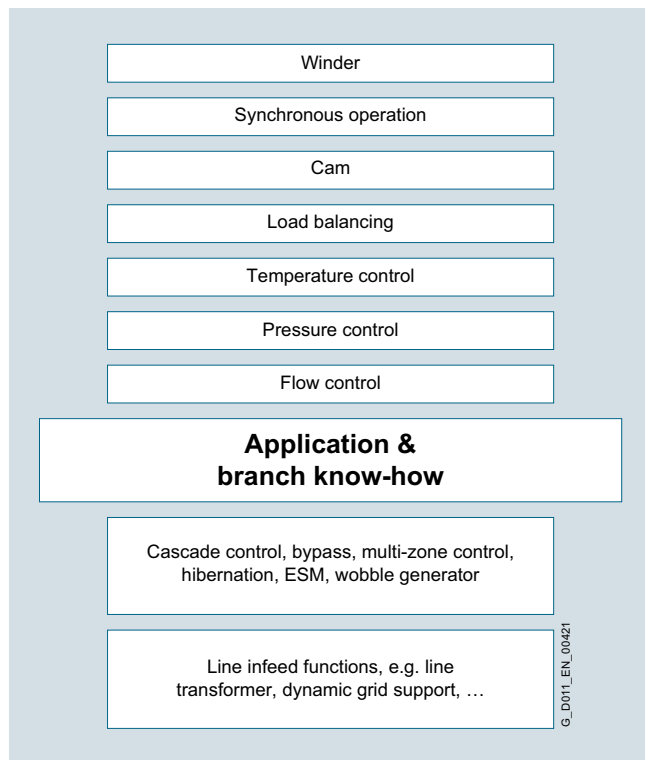 Winder
Synchronous operation
Cam
Load balancing
Temperature control
Pressure control
Flow control
Application &
branch know-how
Cascade control, bypass, multi-zone control,
hibernation, ESM, wobble generator
Line infeed functions, e.g. line
transformer, dynamic grid support, …
G_D011_EN_00421